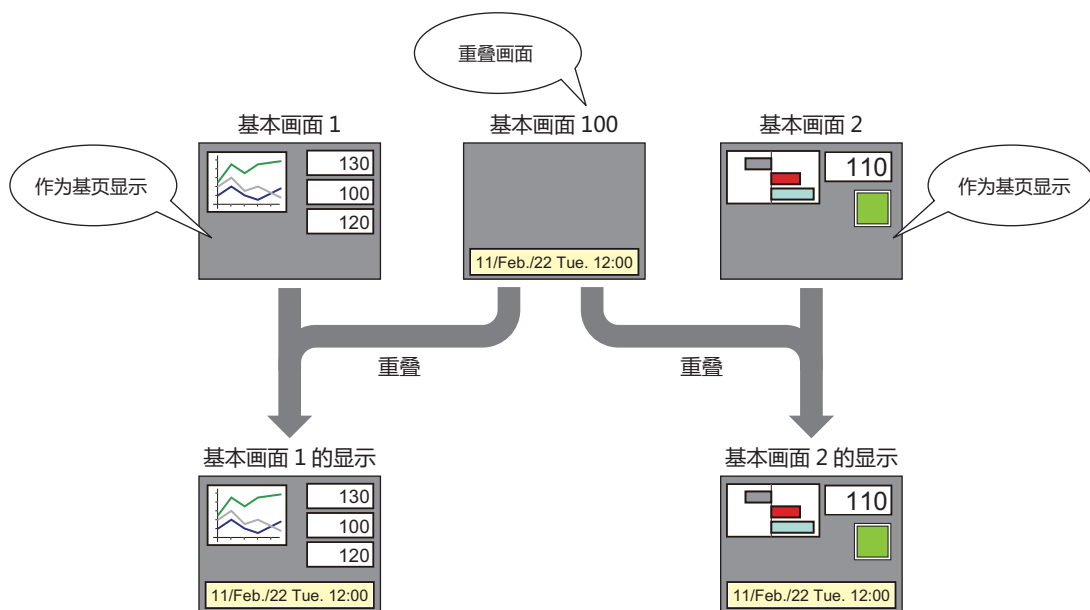 重叠画面
基本画面 1
基本画面 100
基本画面 2
作为基页显示
130
100
120
11/Feb./22 Tue. 12:00
110
作为基页显示
重叠
重叠
基本画面 1 的显示
基本画面 2 的显示
130
100
120
11/Feb./22 Tue. 12:00
110
11/Feb./22 Tue. 12:00